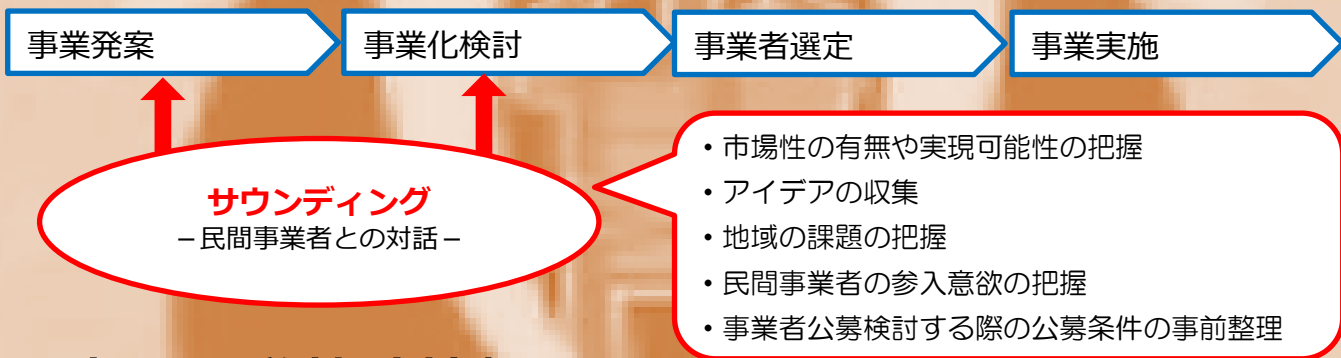 事業発案
事業化検討
事業者選定
事業実施
サウンディング
－民間事業者との対話－
・市場性の有無や実現可能性の把握
・アイデアの収集
・地域の課題の把握
・民間事業者の参入意欲の把握
・事業者公募検討する際の公募条件の事前整理